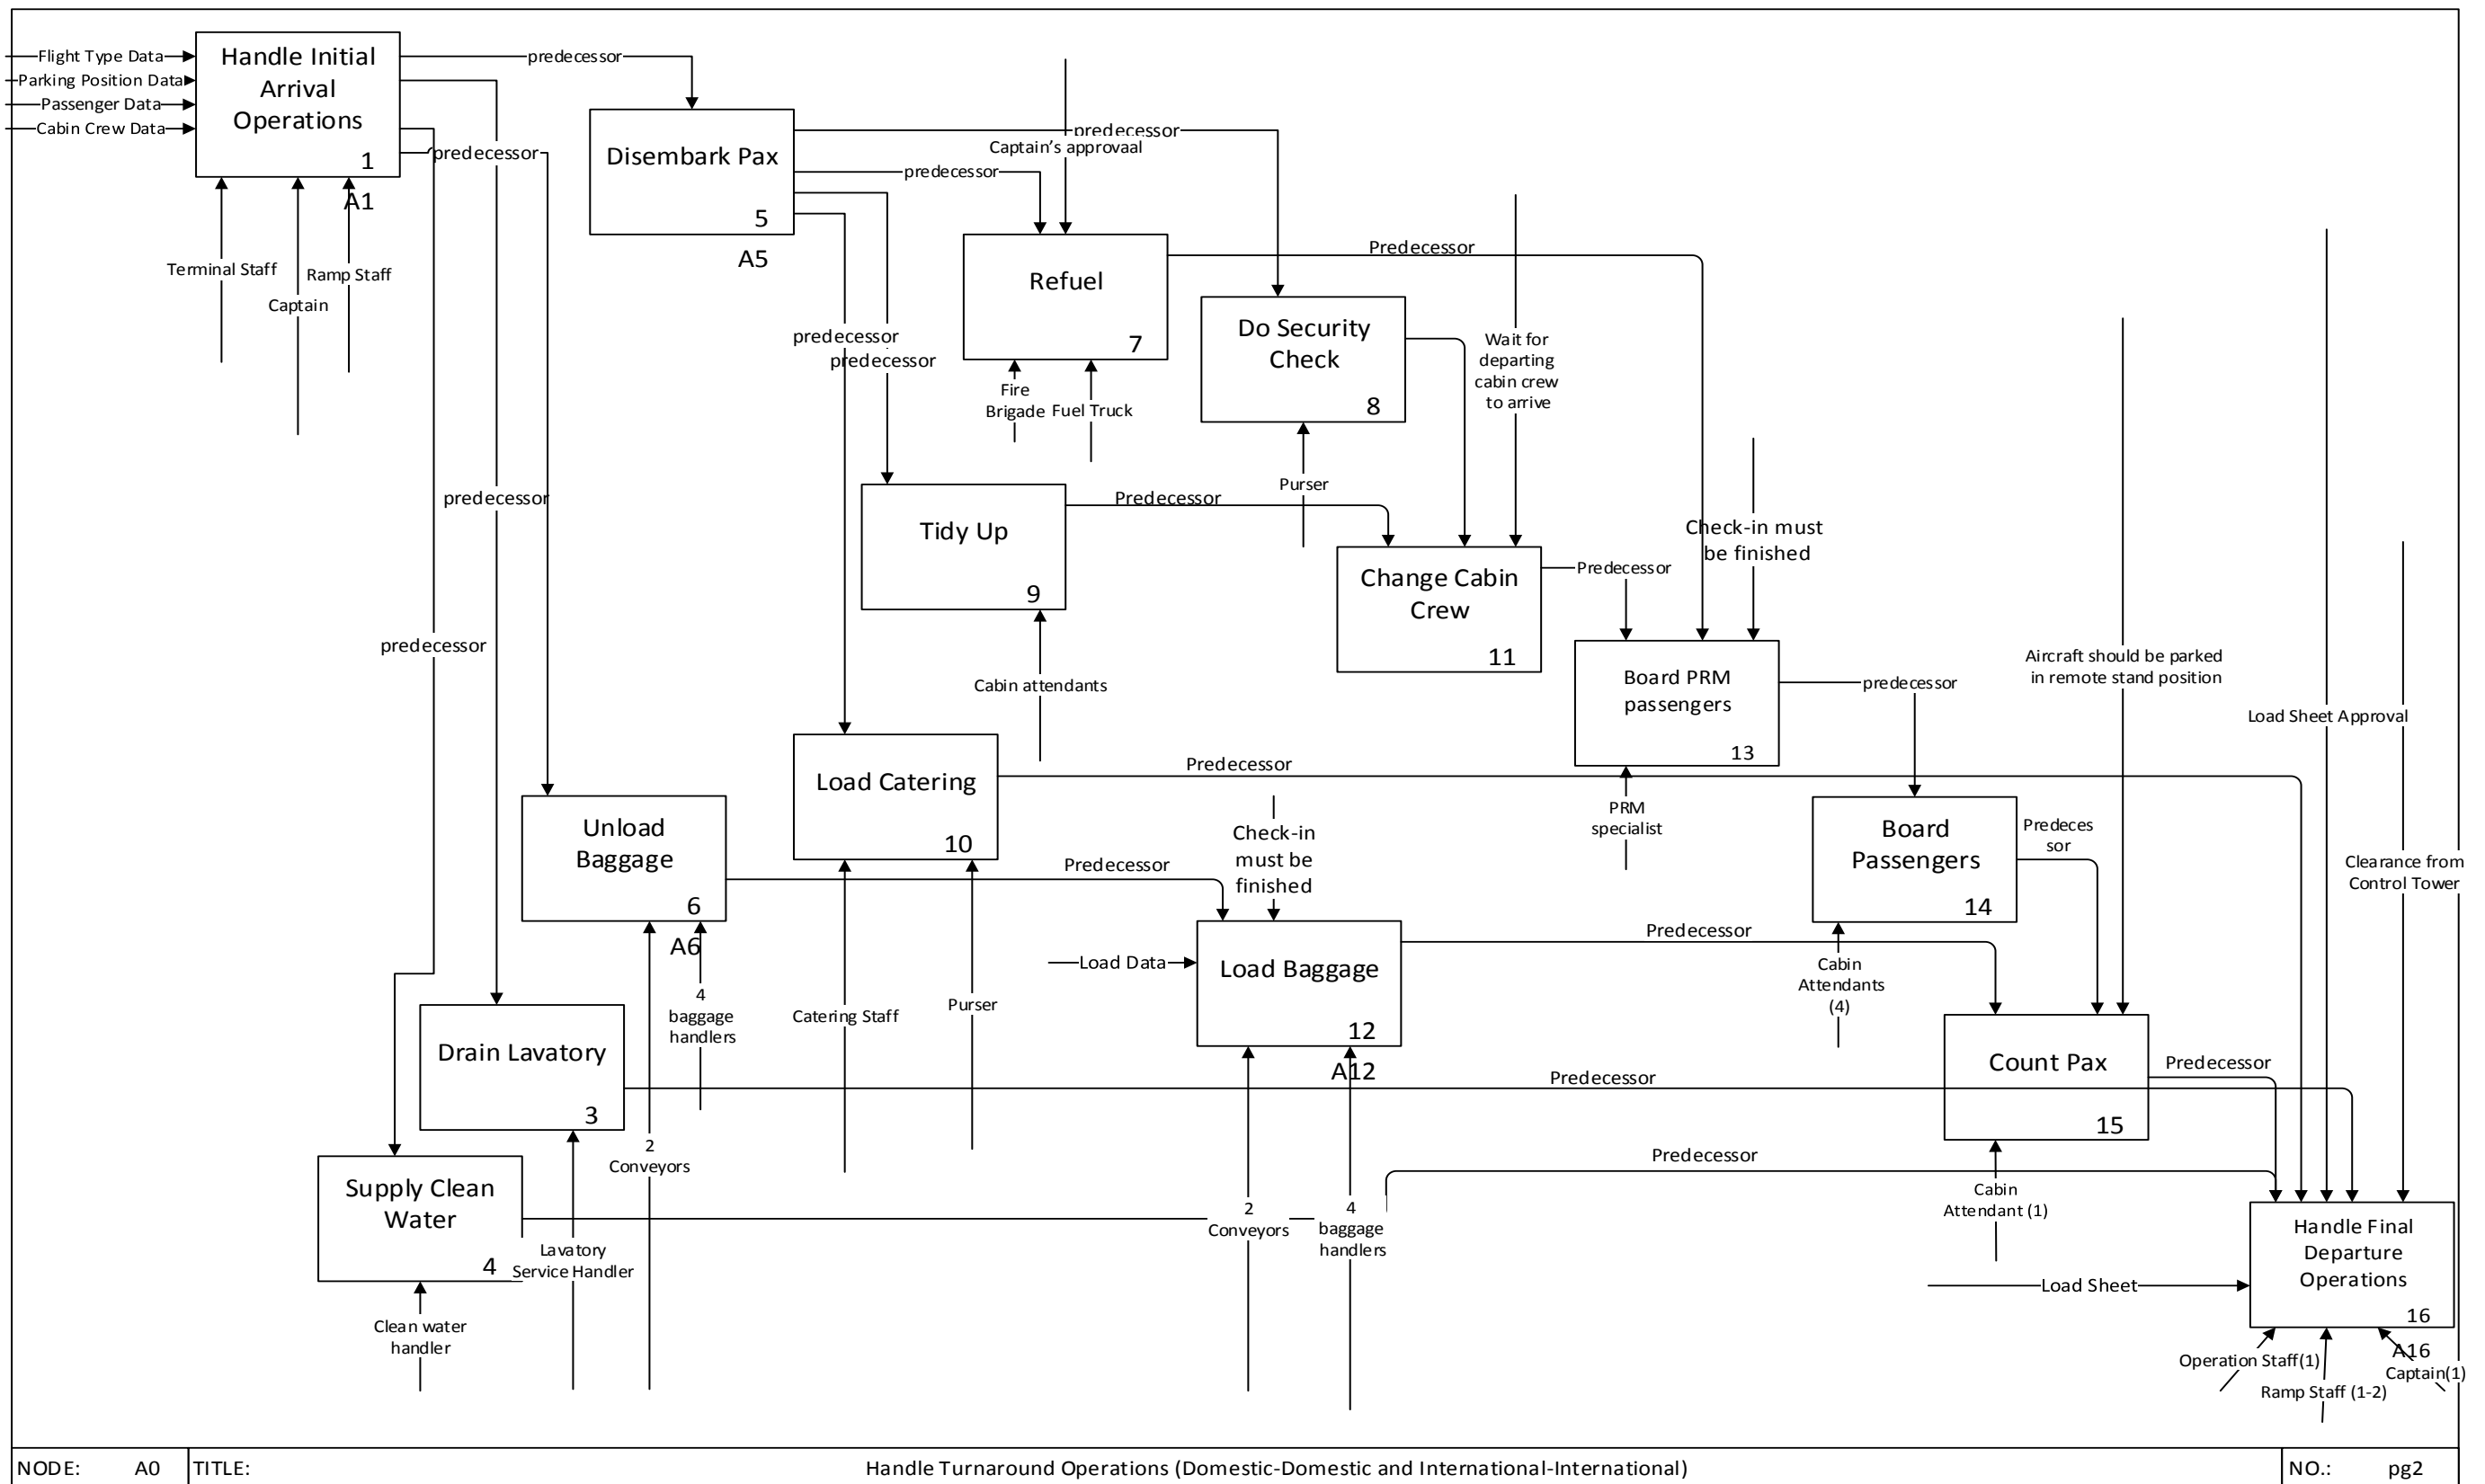 Flight Type Data
Parking Position Data
Passenger Data
Cabin Crew Data
Handle Initial
Arrival
Operations
1
A1
Terminal Staff
Captain
Ramp Staff
predecessor
predecessor
predecessor
predecessor
Disembark Pax
5
A5
predecessor
predecessor
predecessor
predecessor
Captain's approvaal
Refuel
7
Fire
Brigade
Fuel Truck
Predecessor
Do Security
Check
8
Purser
Wait for
departing
cabin crew
to arrive
Tidy Up
9
Cabin attendants
Predecessor
Change Cabin
Crew
11
Predecessor
Check-in must
be finished
Board PRM
passengers
13
PRM
specialist
predecessor
Aircraft should be parked
in remote stand position
Load Sheet Approval
Clearance from
Control Tower
Load Catering
10
Catering Staff
Purser
Predecessor
Unload
Baggage
6
A6
4
baggage
handlers
2
Conveyors
Predecessor
Check-in
must be
finished
Load Data
Load Baggage
12
A12
2
Conveyors
4
baggage
handlers
Predecessor
Board
Passengers
14
Cabin
Attendants
(4)
Predeces
sor
Drain Lavatory
3
Lavatory
Service Handler
Predecessor
Count Pax
15
Cabin
Attendant (1)
Predecessor
Supply Clean
Water
4
Clean water
handler
Predecessor
Load Sheet
Handle Final
Departure
Operations
16
A16
Operation Staff(1)
Ramp Staff (1-2)
Captain(1)
NODE: A0
TITLE:
Handle Turnaround Operations (Domestic-Domestic and International-International)
NO.: pg2